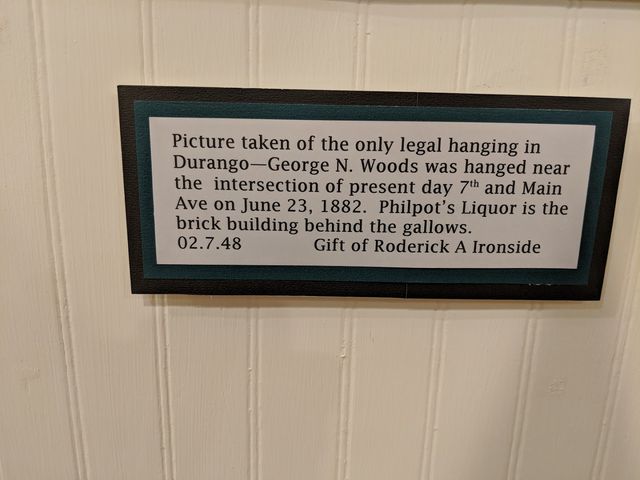 Picture taken of the only legal hanging in
Durango—George N. Woods was hanged near
the intersection of present day 7th and Main
Ave on June 23, 1882. Philpot's Liquor is the
brick building behind the gallows.
02.7.48 Gift of Roderick A Ironside